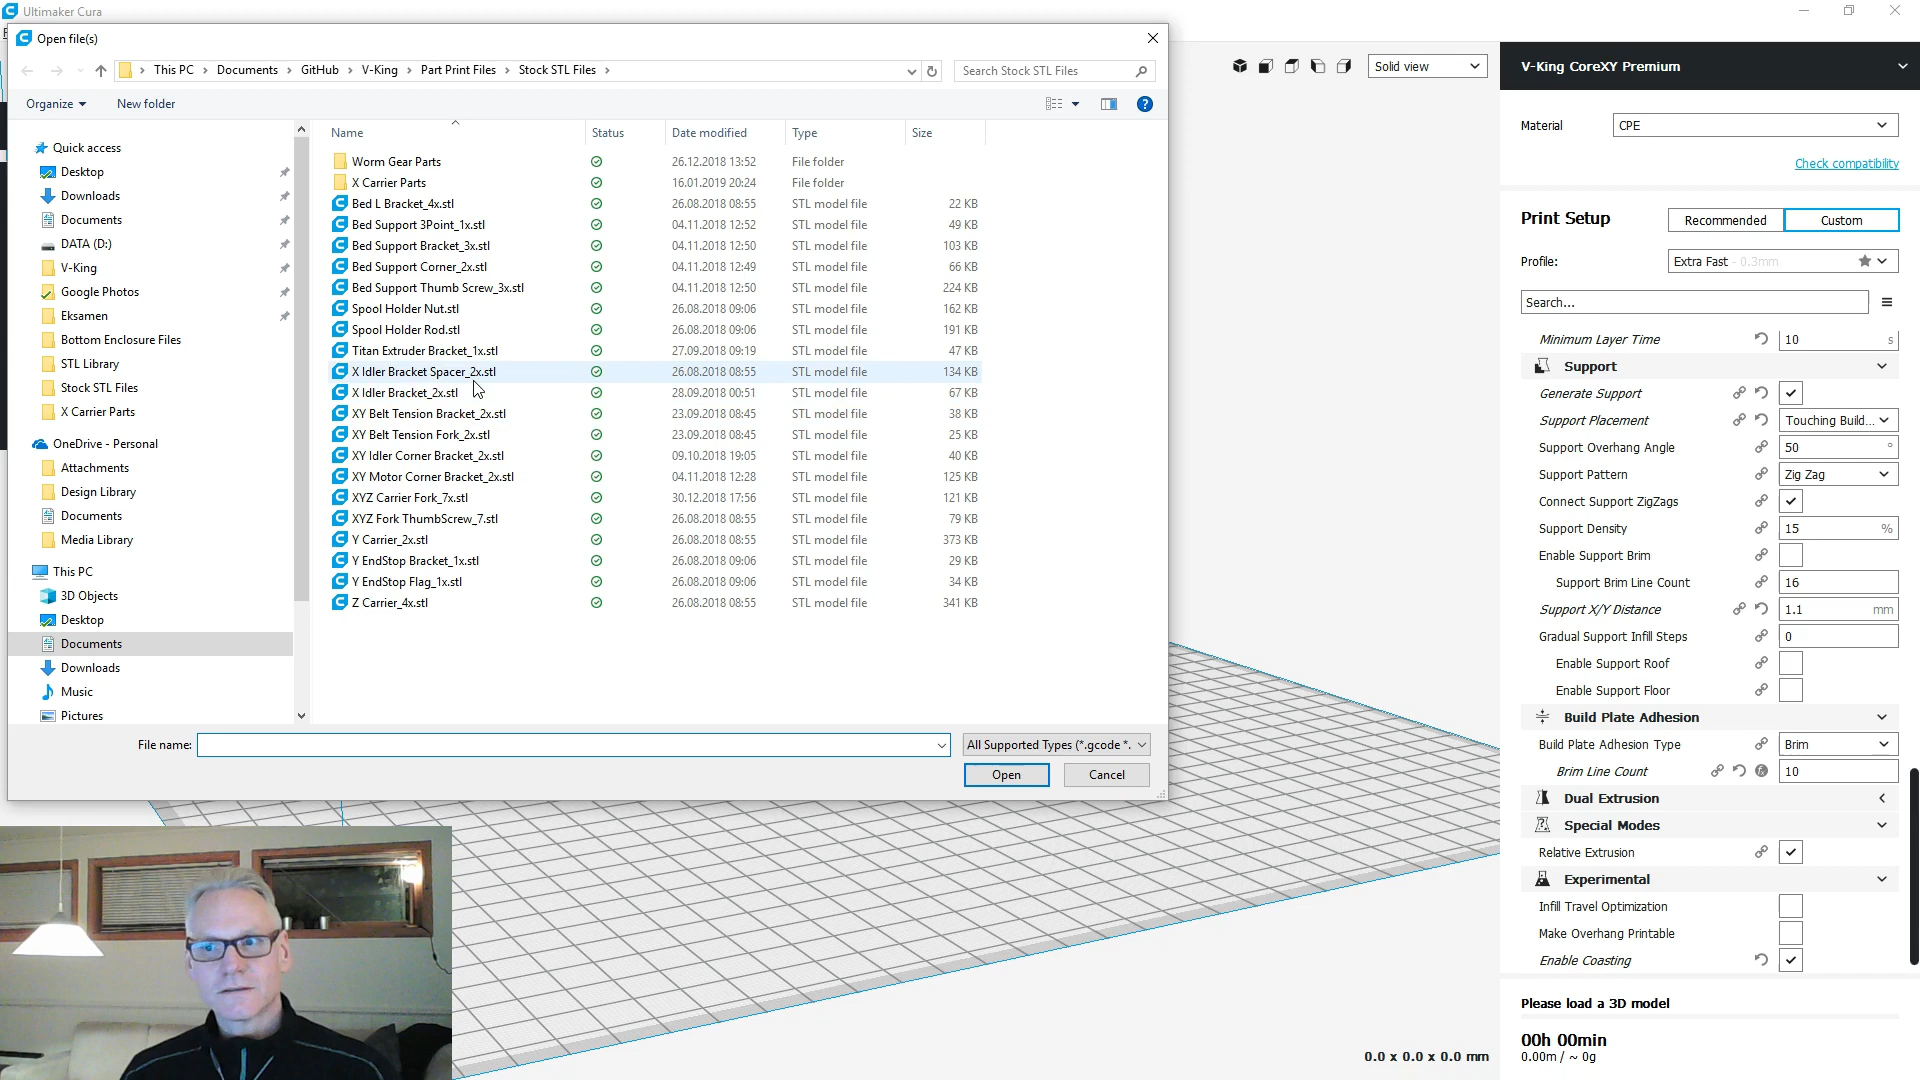 Ultimaker Cura
Open file(s)
This PC > Documents > GitHub > V-King > Part Print Files > Stock STL Files >
Search Stock STL Files
Organize
New folder
Name Status Date modified Type Size
Worm Gear Parts 26.12.2018 13:52 File folder
X Carrier Parts 16.01.2019 20:24 File folder
Bed L Bracket_4x.stl 26.08.2018 08:55 STL model file 22 KB
Bed Support 3Point_1x.stl 04.11.2018 12:52 STL model file 49 KB
Bed Support Bracket_3x.stl 04.11.2018 12:50 STL model file 103 KB
Bed Support Corner_2x.stl 04.11.2018 12:49 STL model file 66 KB
Bed Support Thumb Screw_3x.stl 04.11.2018 12:50 STL model file 224 KB
Spool Holder Nut.stl 26.08.2018 09:06 STL model file 162 KB
Spool Holder Rod.stl 26.08.2018 09:06 STL model file 191 KB
Titan Extruder Bracket_1x.stl 27.09.2018 09:19 STL model file 47 KB
X Idler Bracket Spacer_2x.stl 26.08.2018 08:55 STL model file 134 KB
X Idler Bracket_2x.stl 28.09.2018 00:51 STL model file 67 KB
XY Belt Tension Bracket_2x.stl 23.09.2018 08:45 STL model file 38 KB
XY Belt Tension Fork_2x.stl 23.09.2018 08:45 STL model file 25 KB
XY Idler Corner Bracket_2x.stl 09.10.2018 19:05 STL model file 40 KB
XY Motor Corner Bracket_2x.stl 04.11.2018 12:28 STL model file 125 KB
XYZ Carrier Fork_7x.stl 30.12.2018 17:56 STL model file 121 KB
XYZ Fork ThumbScrew_7.stl 26.08.2018 08:55 STL model file 79 KB
Y Carrier_2x.stl 26.08.2018 08:55 STL model file 373 KB
Y EndStop Bracket_1x.stl 26.08.2018 09:06 STL model file 29 KB
Y EndStop Flag_1x.stl 26.08.2018 09:06 STL model file 34 KB
Z Carrier_4x.stl 26.08.2018 08:55 STL model file 341 KB
Quick access
Desktop
Downloads
Documents
DATA (D:)
V-King
Google Photos
Eksamen
Bottom Enclosure Files
STL Library
Stock STL Files
X Carrier Parts
OneDrive - Personal
Attachments
Design Library
Documents
Media Library
This PC
3D Objects
Desktop
Documents
Downloads
Music
Pictures
File name:
All Supported Types (*.gcode *.
Open
Cancel
Solid view
V-King CoreXY Premium
Material CPE
Check compatibility
Print Setup Recommended Custom
Profile: Extra Fast - 0.3mm
Search...
Minimum Layer Time 10 s
Support
Generate Support
Support Placement Touching Build...
Support Overhang Angle 50 °
Support Pattern Zig Zag
Connect Support ZigZags
Support Density 15 %
Enable Support Brim
Support Brim Line Count 16
Support X/Y Distance 1.1 mm
Gradual Support Infill Steps 0
Enable Support Roof
Enable Support Floor
Build Plate Adhesion
Build Plate Adhesion Type Brim
Brim Line Count 10
Dual Extrusion
Special Modes
Relative Extrusion
Experimental
Infill Travel Optimization
Make Overhang Printable
Enable Coasting
Please load a 3D model
00h 00min
0.00m / ~ 0g
0.0 x 0.0 x 0.0 mm